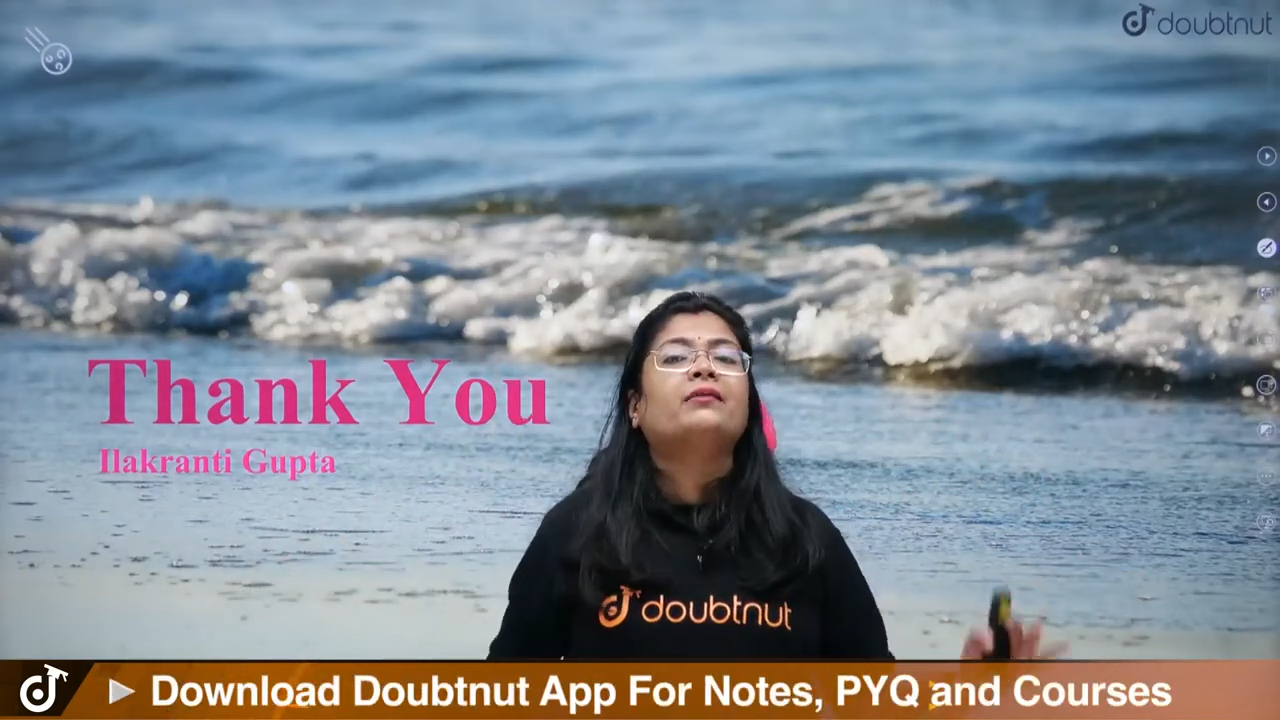 doubtnut
Thank You
Ilakranti Gupta
doubtnut
Download Doubtnut App For Notes, PYQ and Courses